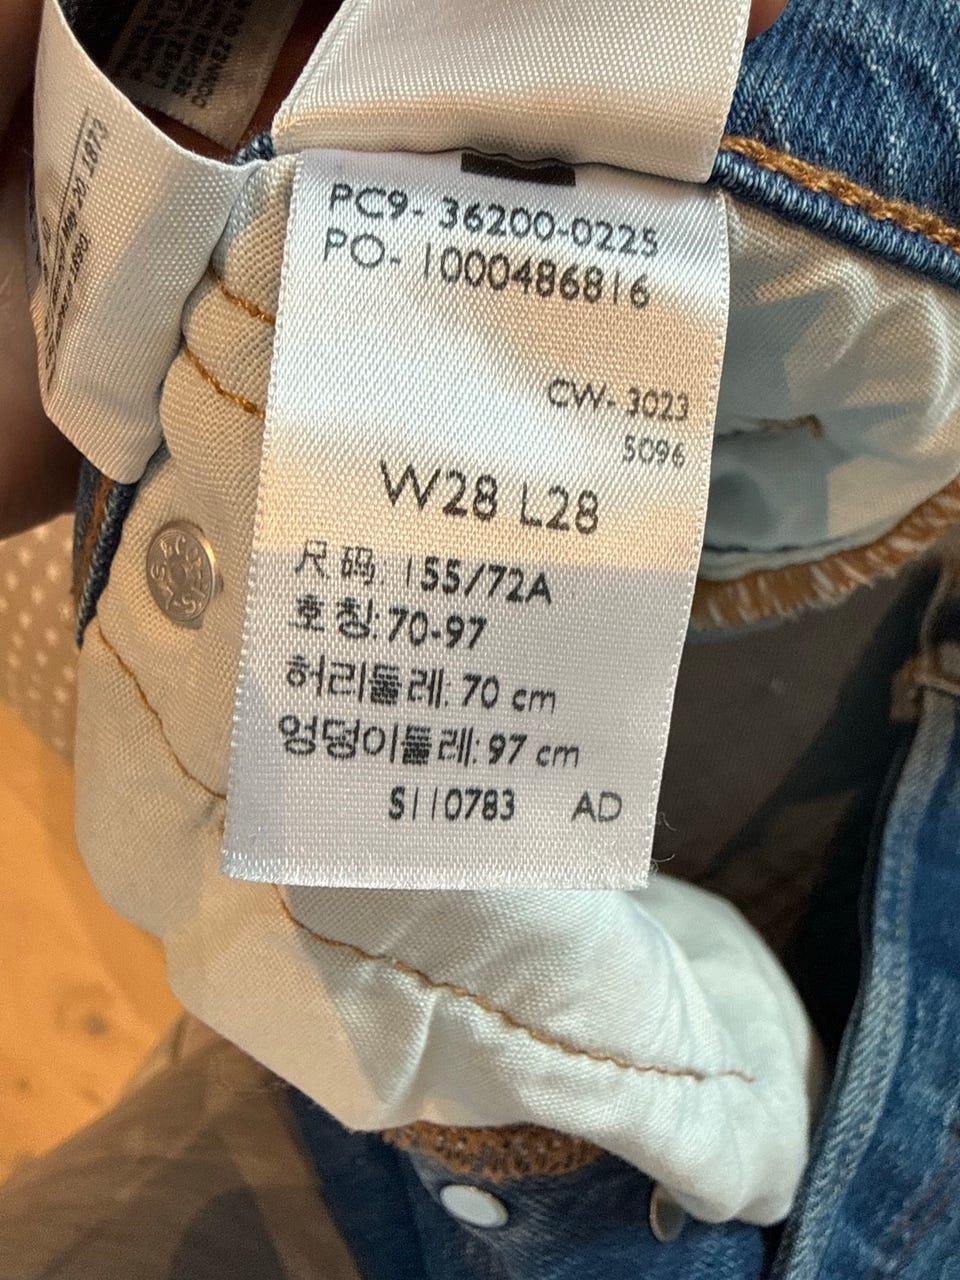 PC9- 36200-0225
PO- 1000486816
CW- 3023
5096
W28 L28
尺码: 155/72A
호칭: 70-97
허리둘레: 70 cm
엉덩이둘레: 97 cm
S110783 AD